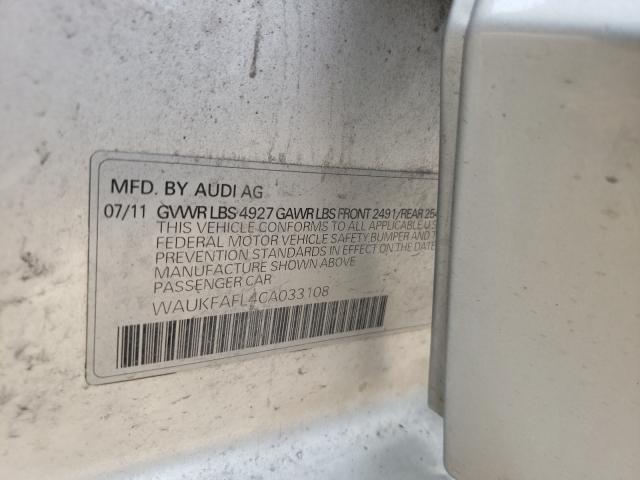 MFD. BY AUDI AG
07/11 GVWR LBS 4927 GAWR LBS FRONT 2491/REAR 254
THIS VEHICLE CONFORMS TO ALL APPLICABLE U.S
FEDERAL MOTOR VEHICLE SAFETY, BUMPER AND T
PREVENTION STANDARDS IN EFFECT ON THE DATE
MANUFACTURE SHOWN ABOVE
PASSENGER CAR
WAUKFAFL4CA033108